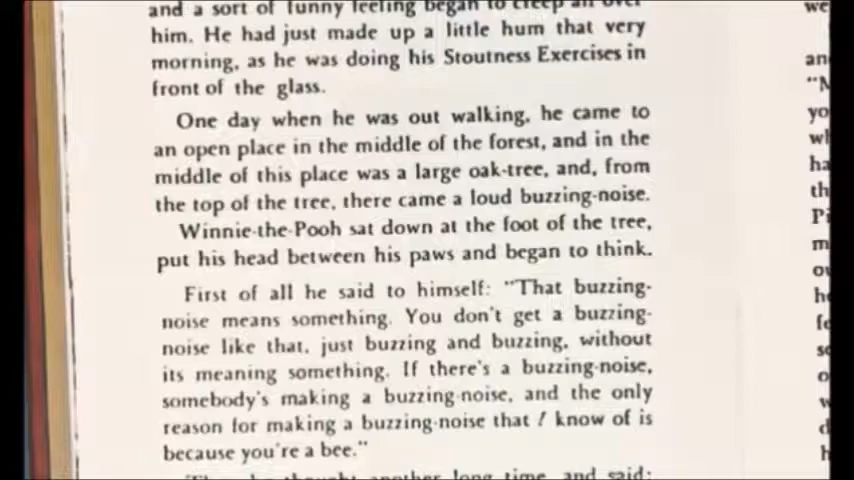 and a sort of funny feeling began to creep all over
him. He had just made up a little hum that very
morning, as he was doing his Stoutness Exercises in
front of the glass.
One day when he was out walking, he came to
an open place in the middle of the forest, and in the
middle of this place was a large oak-tree, and, from
the top of the tree, there came a loud buzzing-noise.
Winnie-the-Pooh sat down at the foot of the tree,
put his head between his paws and began to think.
First of all he said to himself: "That buzzing-
noise means something. You don't get a buzzing-
noise like that, just buzzing and buzzing, without
its meaning something. If there's a buzzing-noise,
somebody's making a buzzing-noise, and the only
reason for making a buzzing-noise that I know of is
because you're a bee."
thought another long time, and said: